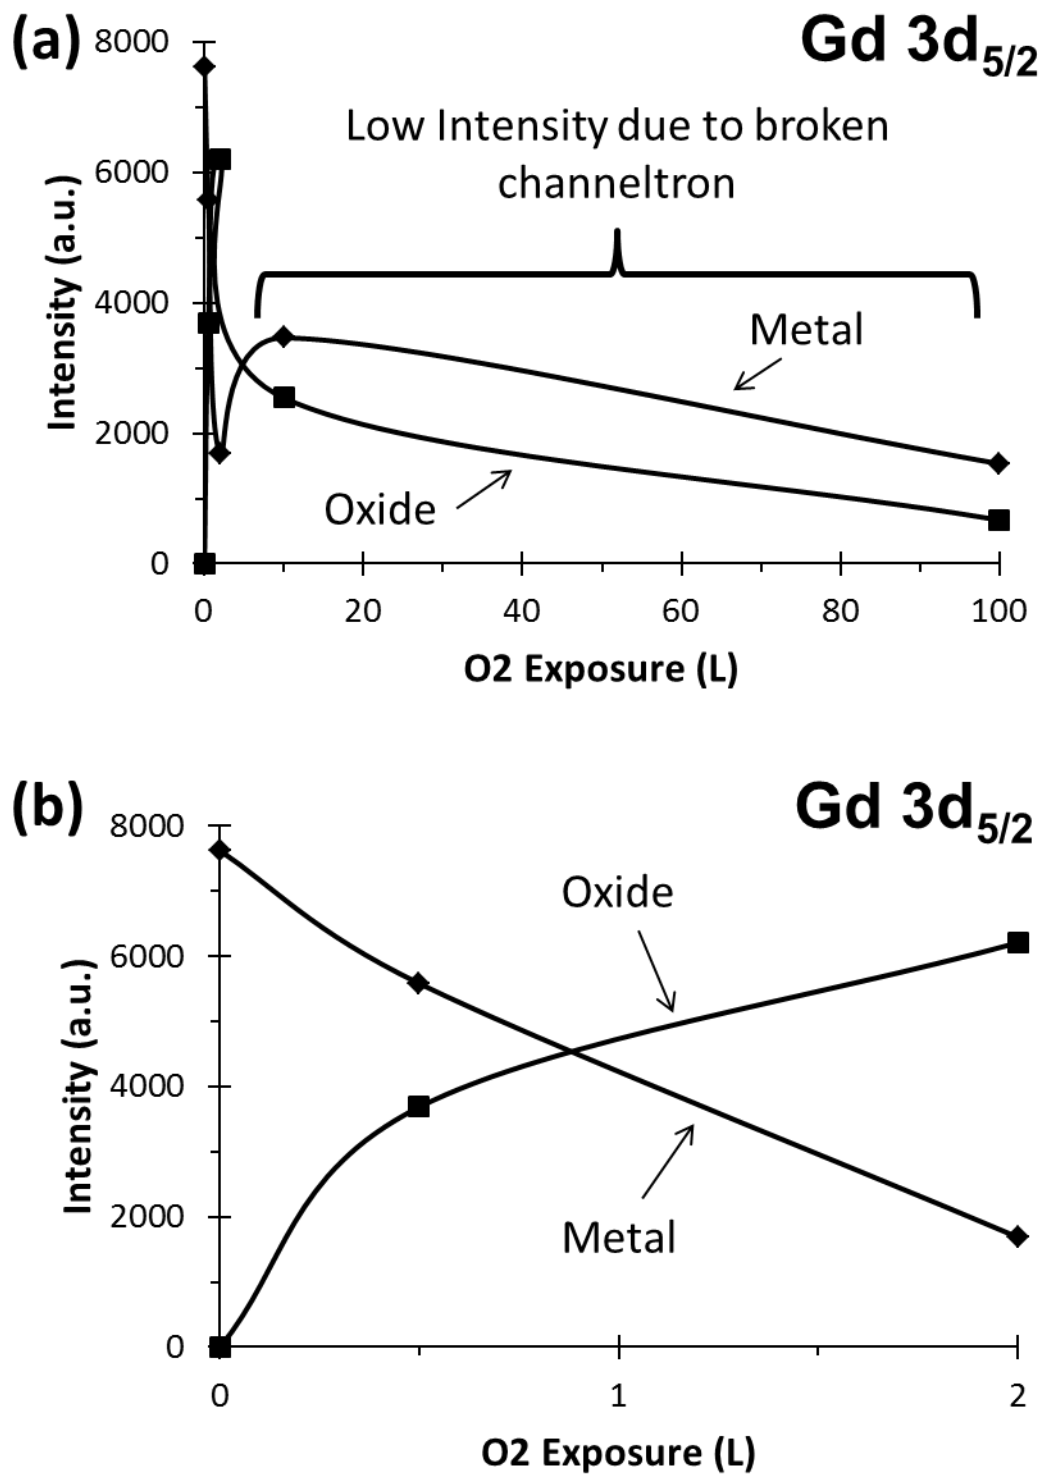 (a)
Gd 3d5/2
8000
6000
4000
2000
0
Intensity (a.u.)
Low Intensity due to broken
channeltron
Metal
Oxide
0 20 40 60 80 100
O2 Exposure (L)
(b)
Gd 3d5/2
8000
6000
4000
2000
0
Intensity (a.u.)
Oxide
Metal
0 1 2
O2 Exposure (L)